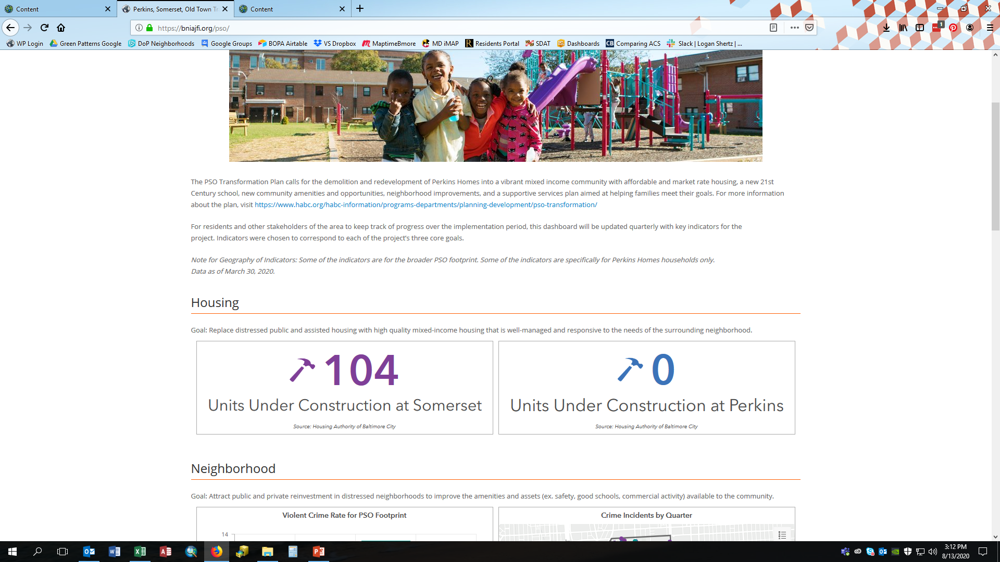 Content
Perkins, Somerset, Old Town Tr
Content
https://bniajfi.org/pso/
1
WP Login
Green Patterns Google
DoP Neighborhoods
Google Groups
BOPA Airtable
VS Dropbox
MaptimeBmore
MD iMAP
Residents Portal
SDAT
Dashboards
Comparing ACS
Slack | Logan Shertz | ...
The PSO Transformation Plan calls for the demolition and redevelopment of Perkins Homes into a vibrant mixed income community with affordable and market rate housing, a new 21st
Century school, new community amenities and opportunities, neighborhood improvements, and a supportive services plan aimed at helping families meet their goals. For more information
about the plan, visit https://www.habc.org/habc-information/programs-departments/planning-development/pso-transformation/
For residents and other stakeholders of the area to keep track of progress over the implementation period, this dashboard will be updated quarterly with key indicators for the
project. Indicators were chosen to correspond to each of the project's three core goals.
Note for Geography of Indicators: Some of the indicators are for the broader PSO footprint. Some of the indicators are specifically for Perkins Homes households only.
Data as of March 30, 2020.
Housing
Goal: Replace distressed public and assisted housing with high quality mixed-income housing that is well-managed and responsive to the needs of the surrounding neighborhood.
104
Units Under Construction at Somerset
Source: Housing Authority of Baltimore City
0
Units Under Construction at Perkins
Source: Housing Authority of Baltimore City
Neighborhood
Goal: Attract public and private reinvestment in distressed neighborhoods to improve the amenities and assets (ex. safety, good schools, commercial activity) available to the community.
Violent Crime Rate for PSO Footprint
14
Crime Incidents by Quarter
3:12 PM
8/13/2020